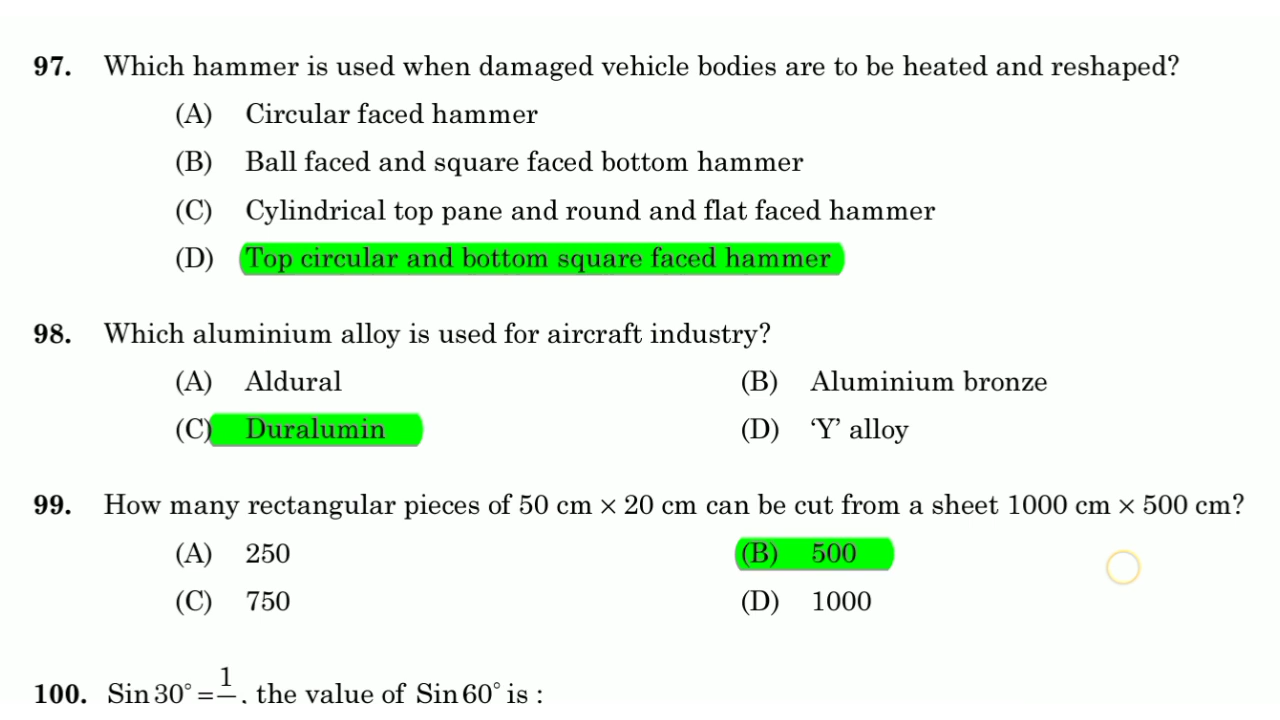 97. Which hammer is used when damaged vehicle bodies are to be heated and reshaped?
(A) Circular faced hammer
(B) Ball faced and square faced bottom hammer
(C) Cylindrical top pane and round and flat faced hammer
(D) Top circular and bottom square faced hammer
98. Which aluminium alloy is used for aircraft industry?
(A) Aldural (B) Aluminium bronze
(C) Duralumin (D) ‘Y’ alloy
99. How many rectangular pieces of 50 cm × 20 cm can be cut from a sheet 1000 cm × 500 cm?
(A) 250 (B) 500
(C) 750 (D) 1000
100. Sin 30° = 1/ , the value of Sin 60° is :